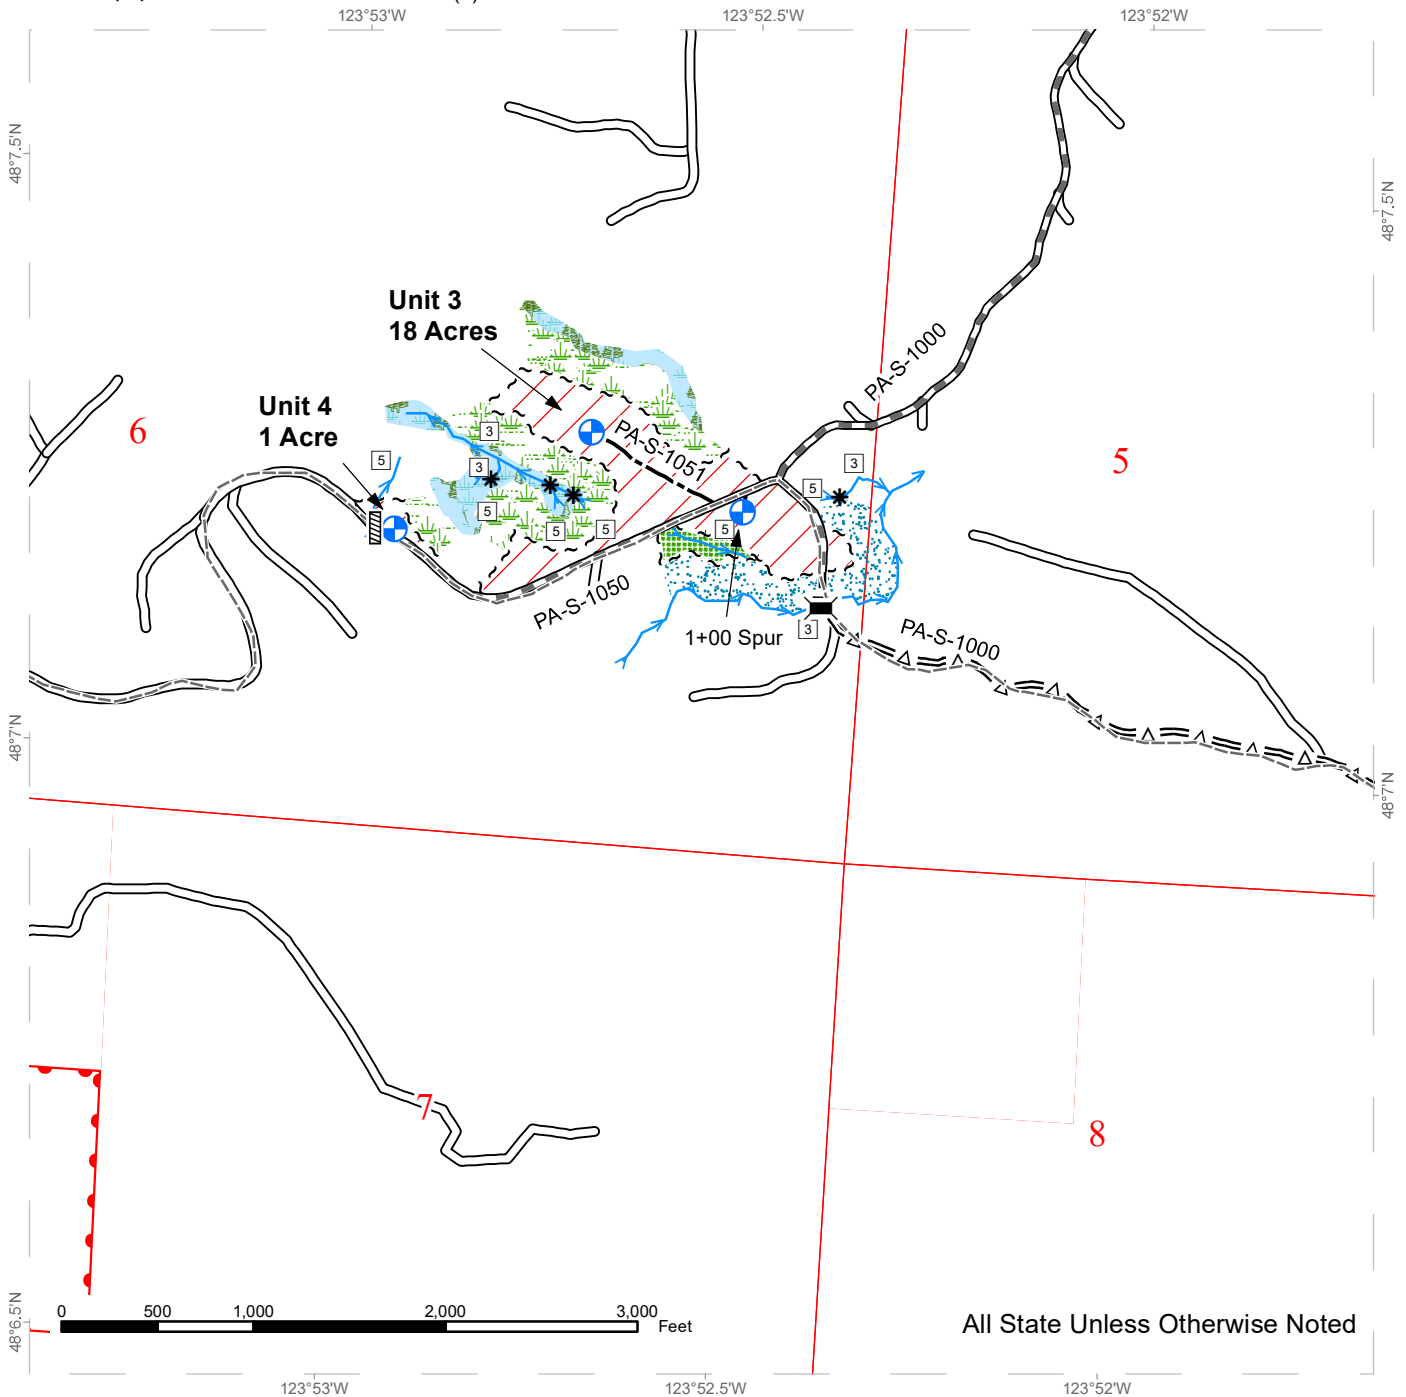 123°53'W
123°52.5'W
123°52'W
48°7.5'N
48°7.5'N
Unit 3
18 Acres
PA-S-1000
Unit 4
1 Acre
6
5
3
PA-S-1051
5
3
3
5
5
5
5
5
PA-S-1050
1+00 Spur
3
PA-S-1000
48°7'N
48°7'N
7
8
48°6.5'N
0
500
1,000
2,000
3,000
Feet
All State Unless Otherwise Noted
123°53'W
123°52.5'W
123°52'W